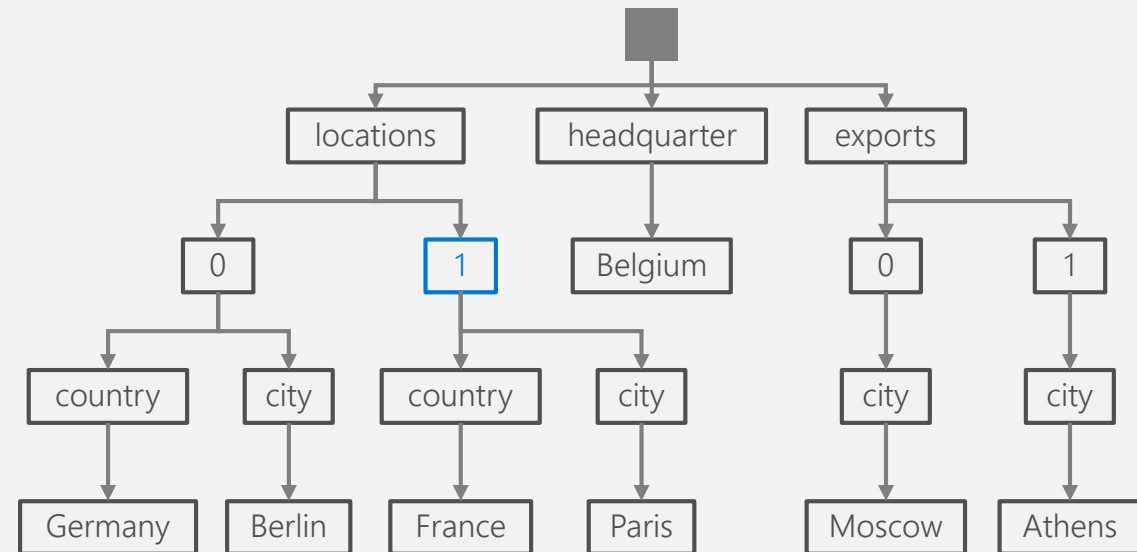 locations headquarter exports
0 1 Belgium 0 1
country city country city city city
Germany Berlin France Paris Moscow Athens